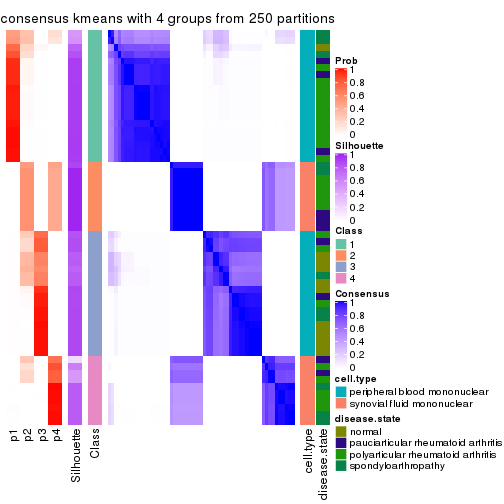 consensus kmeans with 4 groups from 250 partitions
Prob
1
0.8
0.6
0.4
0.2
0
Silhouette
1
0.8
0.6
0.4
0.2
0
Class
1
2
3
4
Consensus
1
0.8
0.6
0.4
0.2
0
cell.type
peripheral blood mononuclear
synovial fluid mononuclear
disease.state
normal
pauciarticular rheumatoid arthritis
polyarticular rheumatoid arthritis
spondyloarthropathy
p1
p2
p3
p4
Silhouette
Class
cell.type
disease.state